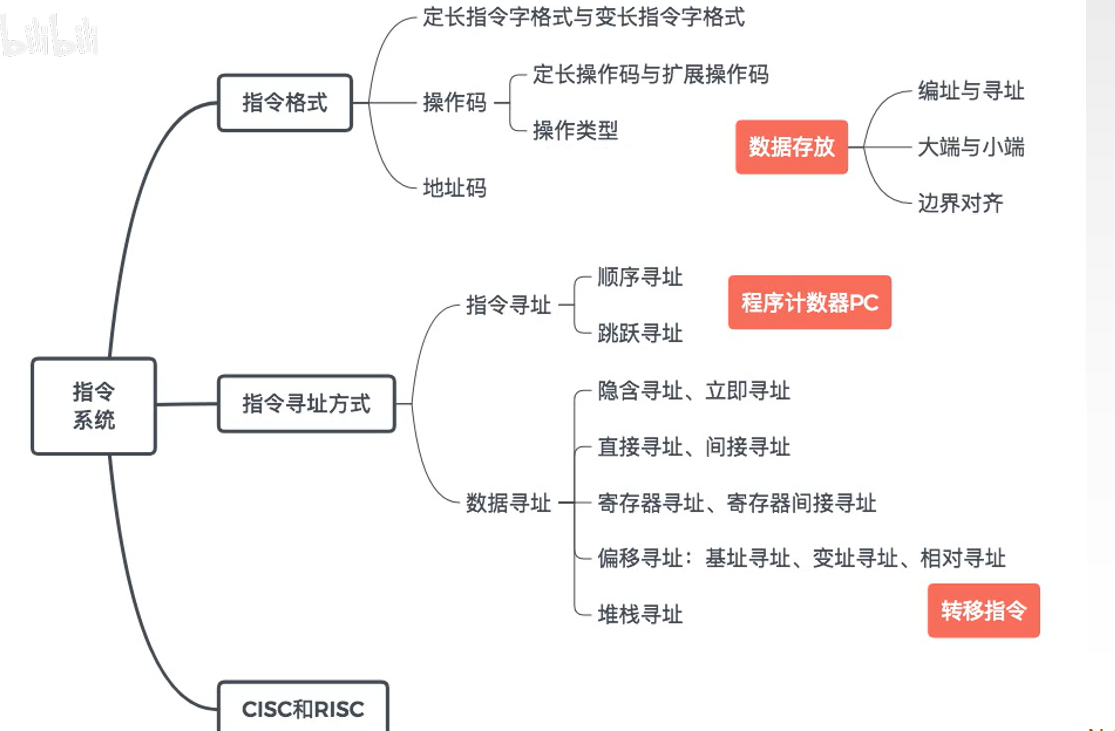 bilibili
定长指令字格式与变长指令字格式
指令格式
操作码
定长操作码与扩展操作码
操作类型
地址码
数据存放
编址与寻址
大端与小端
边界对齐
指令
系统
指令寻址方式
指令寻址
顺序寻址
跳跃寻址
程序计数器PC
数据寻址
隐含寻址、立即寻址
直接寻址、间接寻址
寄存器寻址、寄存器间接寻址
偏移寻址：基址寻址、变址寻址、相对寻址
堆栈寻址
转移指令
CISC和RISC